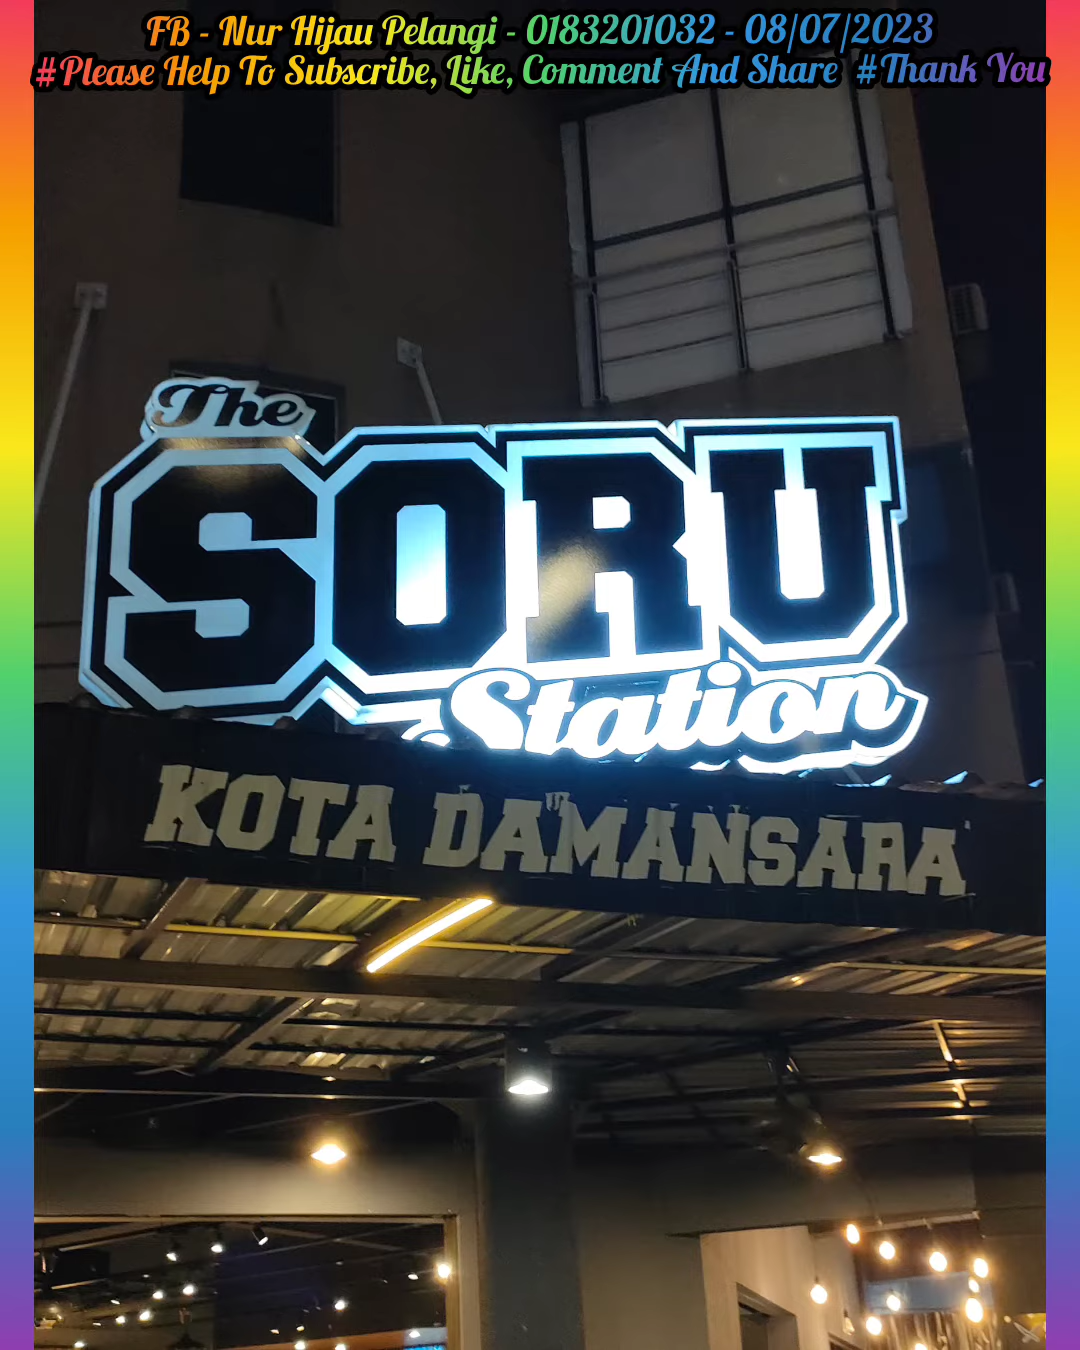 FB - Nur Hijau Pelangi - 0183201032 - 08/07/2023
#Please Help To Subscribe, Like, Comment And Share #Thank You
The
SORU
Station
KOTA DAMANSARA